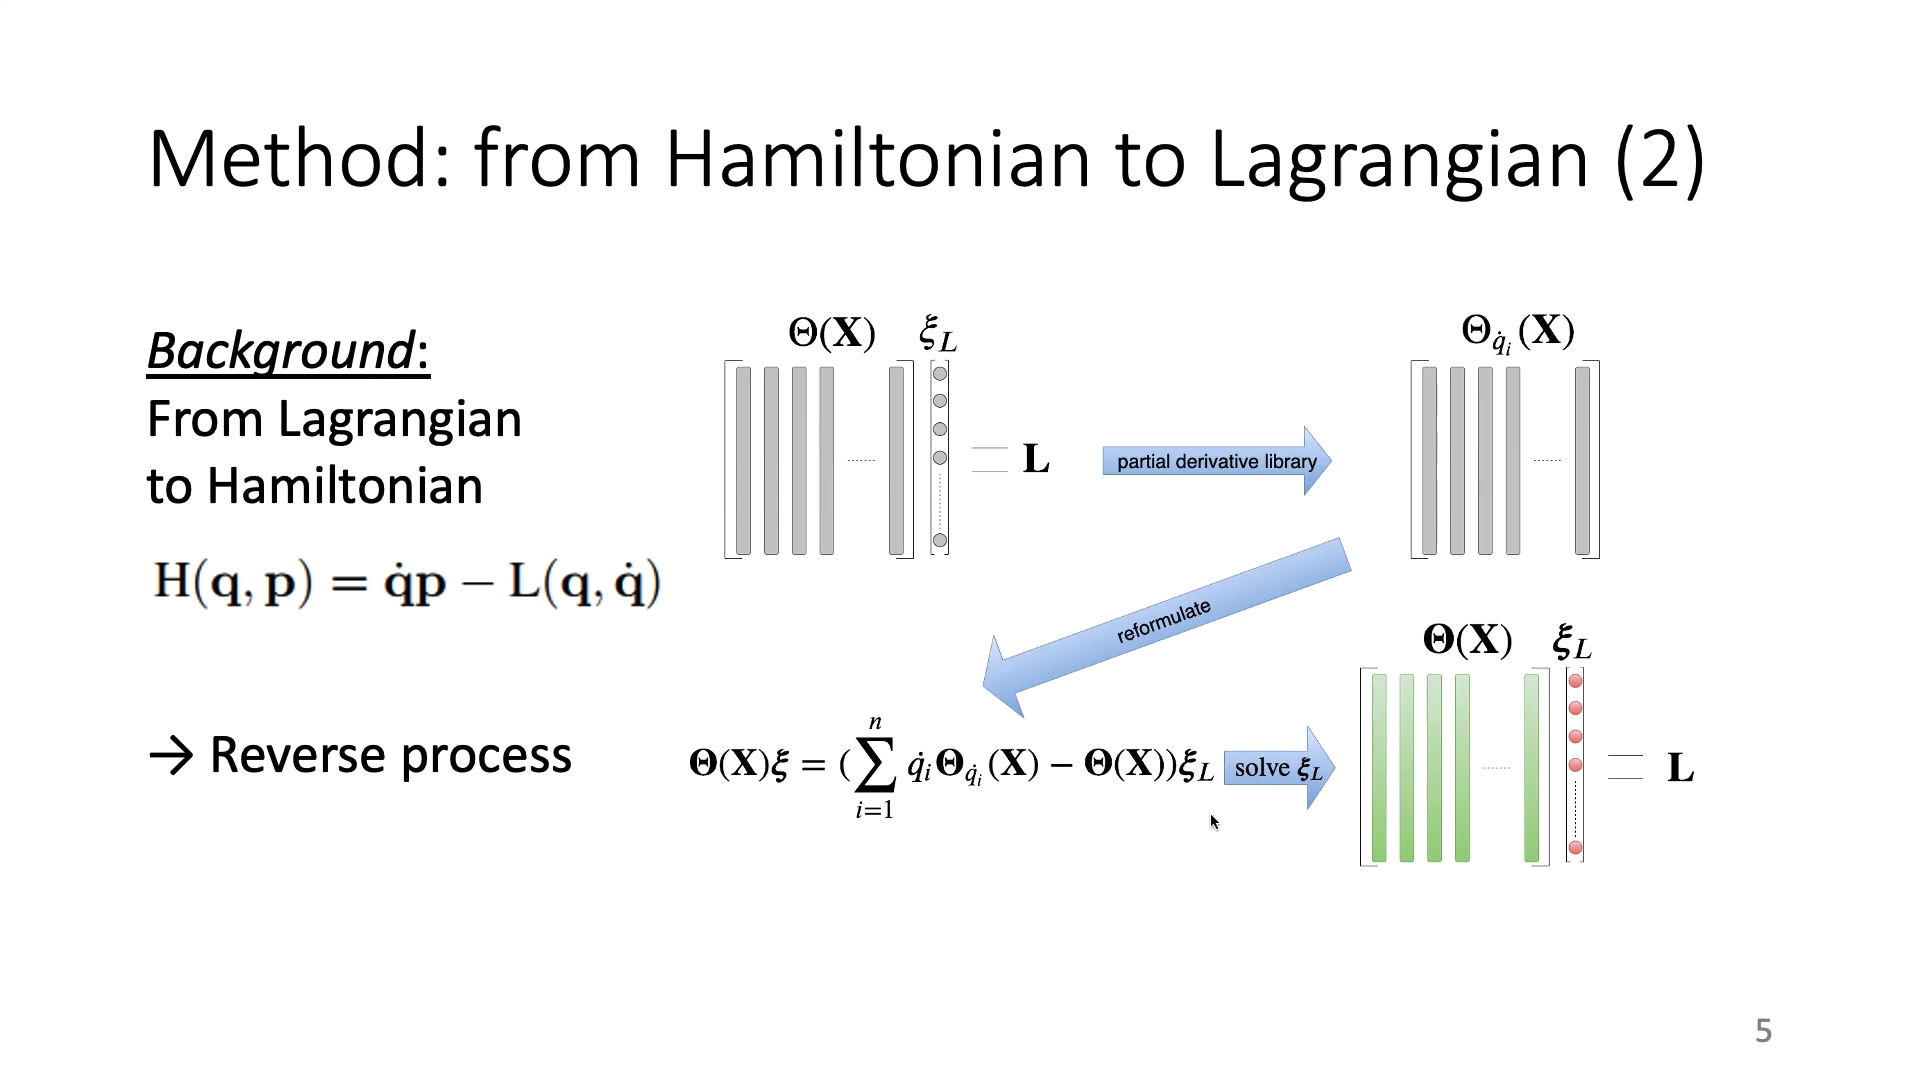 Method: from Hamiltonian to Lagrangian (2)
Background:
From Lagrangian
to Hamiltonian
H(q, p) = q̇p − L(q, q̇)
→ Reverse process
Θ(X) ξ_L
= L
partial derivative library
Θ_q̇ᵢ(X)
reformulate
Θ(X)ξ = (∑_{i=1}^{n} q̇ᵢΘ_q̇ᵢ(X) − Θ(X))ξ_L
solve ξ_L
Θ(X) ξ_L
= L
5